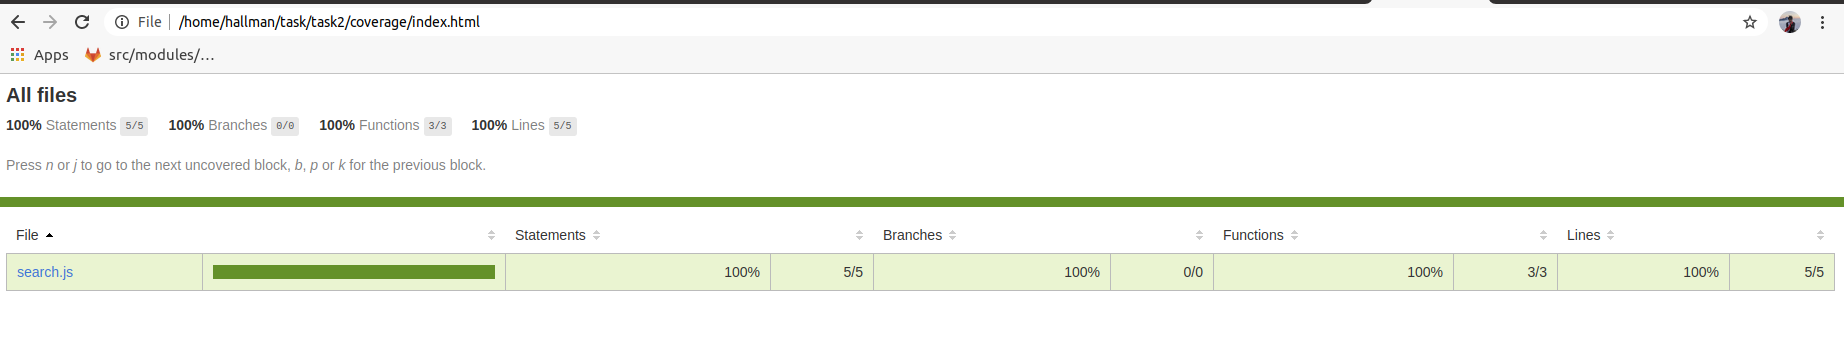 File /home/hallman/task/task2/coverage/index.html
Apps src/modules/...
All files
100% Statements 5/5 100% Branches 0/0 100% Functions 3/3 100% Lines 5/5
Press n or j to go to the next uncovered block, b, p or k for the previous block.
File Statements Branches Functions Lines
search.js 100% 5/5 100% 0/0 100% 3/3 100% 5/5